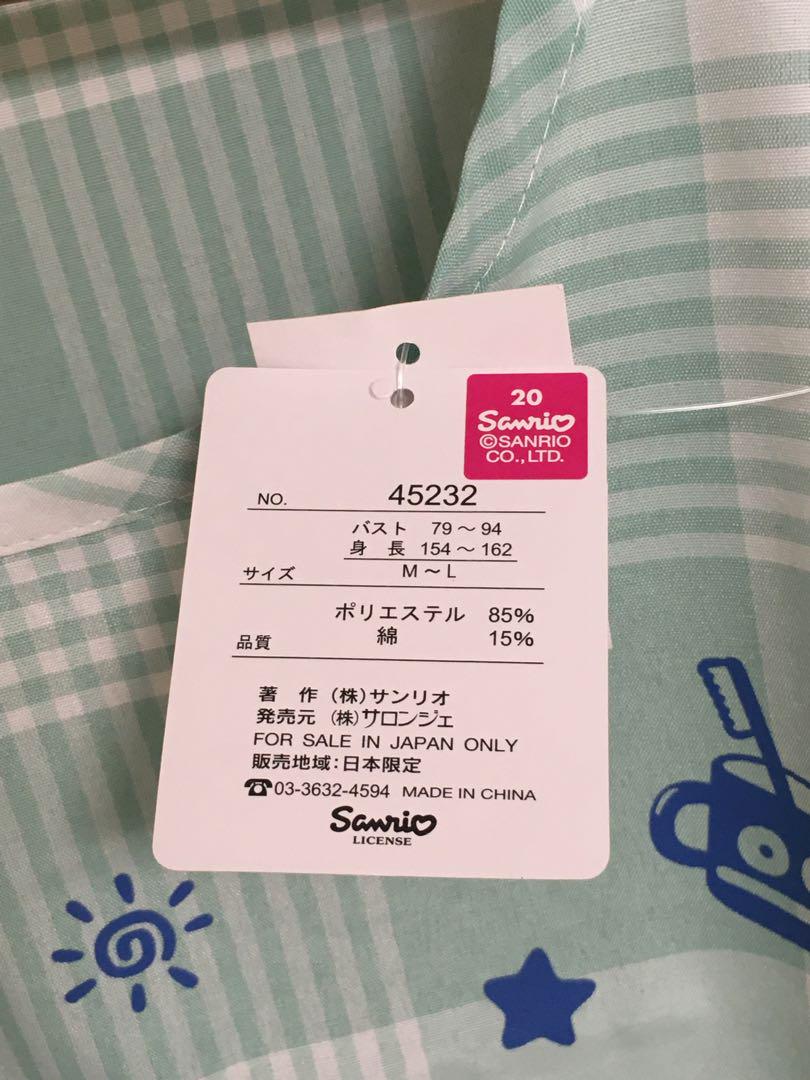 20
Sanrio
©SANRIO
CO.,LTD.
NO. 45232
バスト 79～94
身 長 154～162
サイズ M～L
ポリエステル 85%
品質 綿 15%
著 作 (株)サンリオ
発売元 (株)サロンジェ
FOR SALE IN JAPAN ONLY
販売地域:日本限定
☎03-3632-4594 MADE IN CHINA
Sanrio
LICENSE